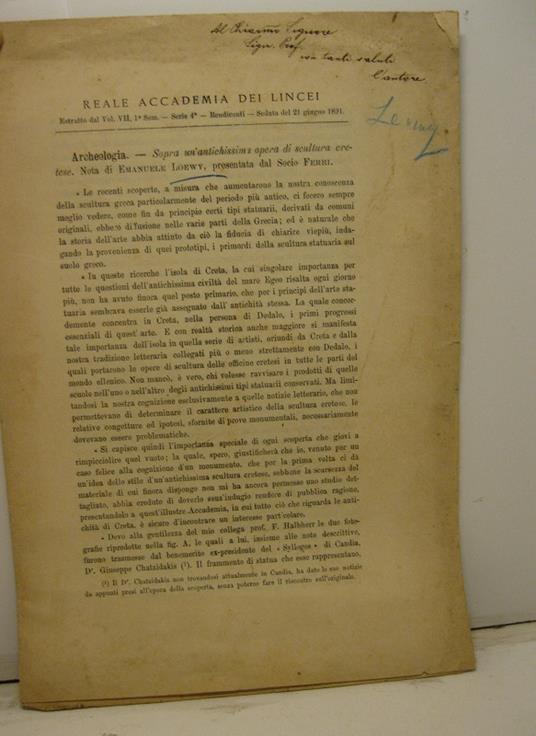 Al Chiarmo Signore
Sign. Prof.
con tanti saluti
l'autore
REALE ACCADEMIA DEI LINCEI
Estratto dal Vol. VII, 1º Sem. — Serie 4ª — Rendiconti — Seduta del 21 giugno 1891.
Loewy.
Archeologia. — Sopra un'antichissima opera di scultura cre-
tese. Nota di EMANUELE LOEWY, presentata dal Socio FERRI.
« Le recenti scoperte, a misura che aumentarono la nostra conoscenza
della scultura greca particolarmente del periodo più antico, ci fecero sempre
meglio vedere, come fin da principio certi tipi statuarii, derivati da comuni
originali, ebbero diffusione nelle varie parti della Grecia; ed è naturale che
la storia dell'arte abbia attinto da ciò la fiducia di chiarire vieppiù, inda-
gando la provenienza di quei prototipi, i primordi della scultura statuaria sul
suolo greco.
« In queste ricerche l'isola di Creta, la cui singolare importanza per
tutte le questioni dell'antichissima civiltà del mare Egeo risalta ogni giorno
più, non ha avuto finora quel posto primario, che per i principi dell'arte sta-
tuaria sembrava esserle già assegnato dall'antichità stessa. La quale concor-
demente concentra in Creta, nella persona di Dedalo, i primi progressi
essenziali di quest'arte. E con realtà storica anche maggiore si manifesta
tale importanza dell'isola in quella serie di artisti, oriundi da Creta e dalla
nostra tradizione letteraria collegati più o meno strettamente con Dedalo, i
quali portarono le opere di scultura delle officine cretesi in tutte le parti del
mondo ellenico. Non mancò, è vero, chi volesse ravvisare i prodotti di quelle
scuole nell'uno o nell'altro degli antichissimi tipi statuarii conservati. Ma limi-
tandosi la nostra cognizione esclusivamente a quelle notizie letterarie, che non
permettevano di determinare il carattere artistico della scultura cretese, le
relative congetture ed ipotesi, sfornite di prove monumentali, necessariamente
dovevano essere problematiche.
« Si capisce quindi l'importanza speciale di ogni scoperta che giovi a
rimpicciolire quel vuoto; la quale, spero, giustificherà che io, venuto per un
caso felice alla cognizione d'un monumento, che per la prima volta ci dà
un'idea dello stile d'un'antichissima scultura cretese, sebbene la scarsezza del
materiale di cui finora dispongo non mi ha ancora permesso uno studio det-
tagliato, abbia creduto di doverlo senz'indugio rendere di pubblica ragione,
presentandolo a quest'illustre Accademia, in cui tutto ciò che riguarda le anti-
chità di Creta, è sicuro d'incontrare un interesse particolare.
« Devo alla gentilezza del mio collega prof. F. Halbherr le due foto-
grafie riprodotte nella fig. A, le quali a lui, insieme alle note descrittive,
furono trasmesse dal benemerito ex-presidente del « Syllogos » di Candia,
Dr. Giuseppe Chatzidakis (¹). Il frammento di statua che esse rappresentano,
(¹) Il Dr. Chatzidakis non trovandosi attualmente in Candia, ha dato le sue notizie
da appunti presi all'epoca della scoperta, senza poterne fare il riscontro sull'originale.